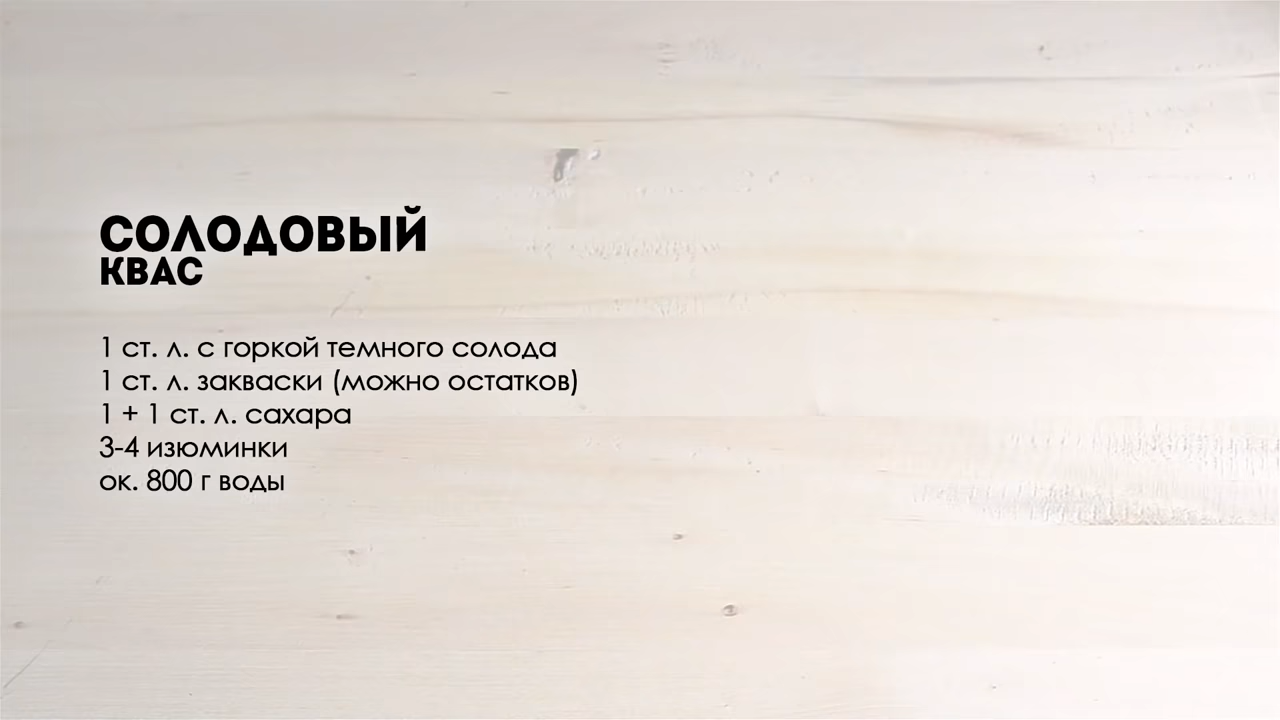 СОЛОДОВЫЙ
КВАС
1 ст. л. с горкой темного солода
1 ст. л. закваски (можно остатков)
1 + 1 ст. л. сахара
3-4 изюминки
ок. 800 г воды